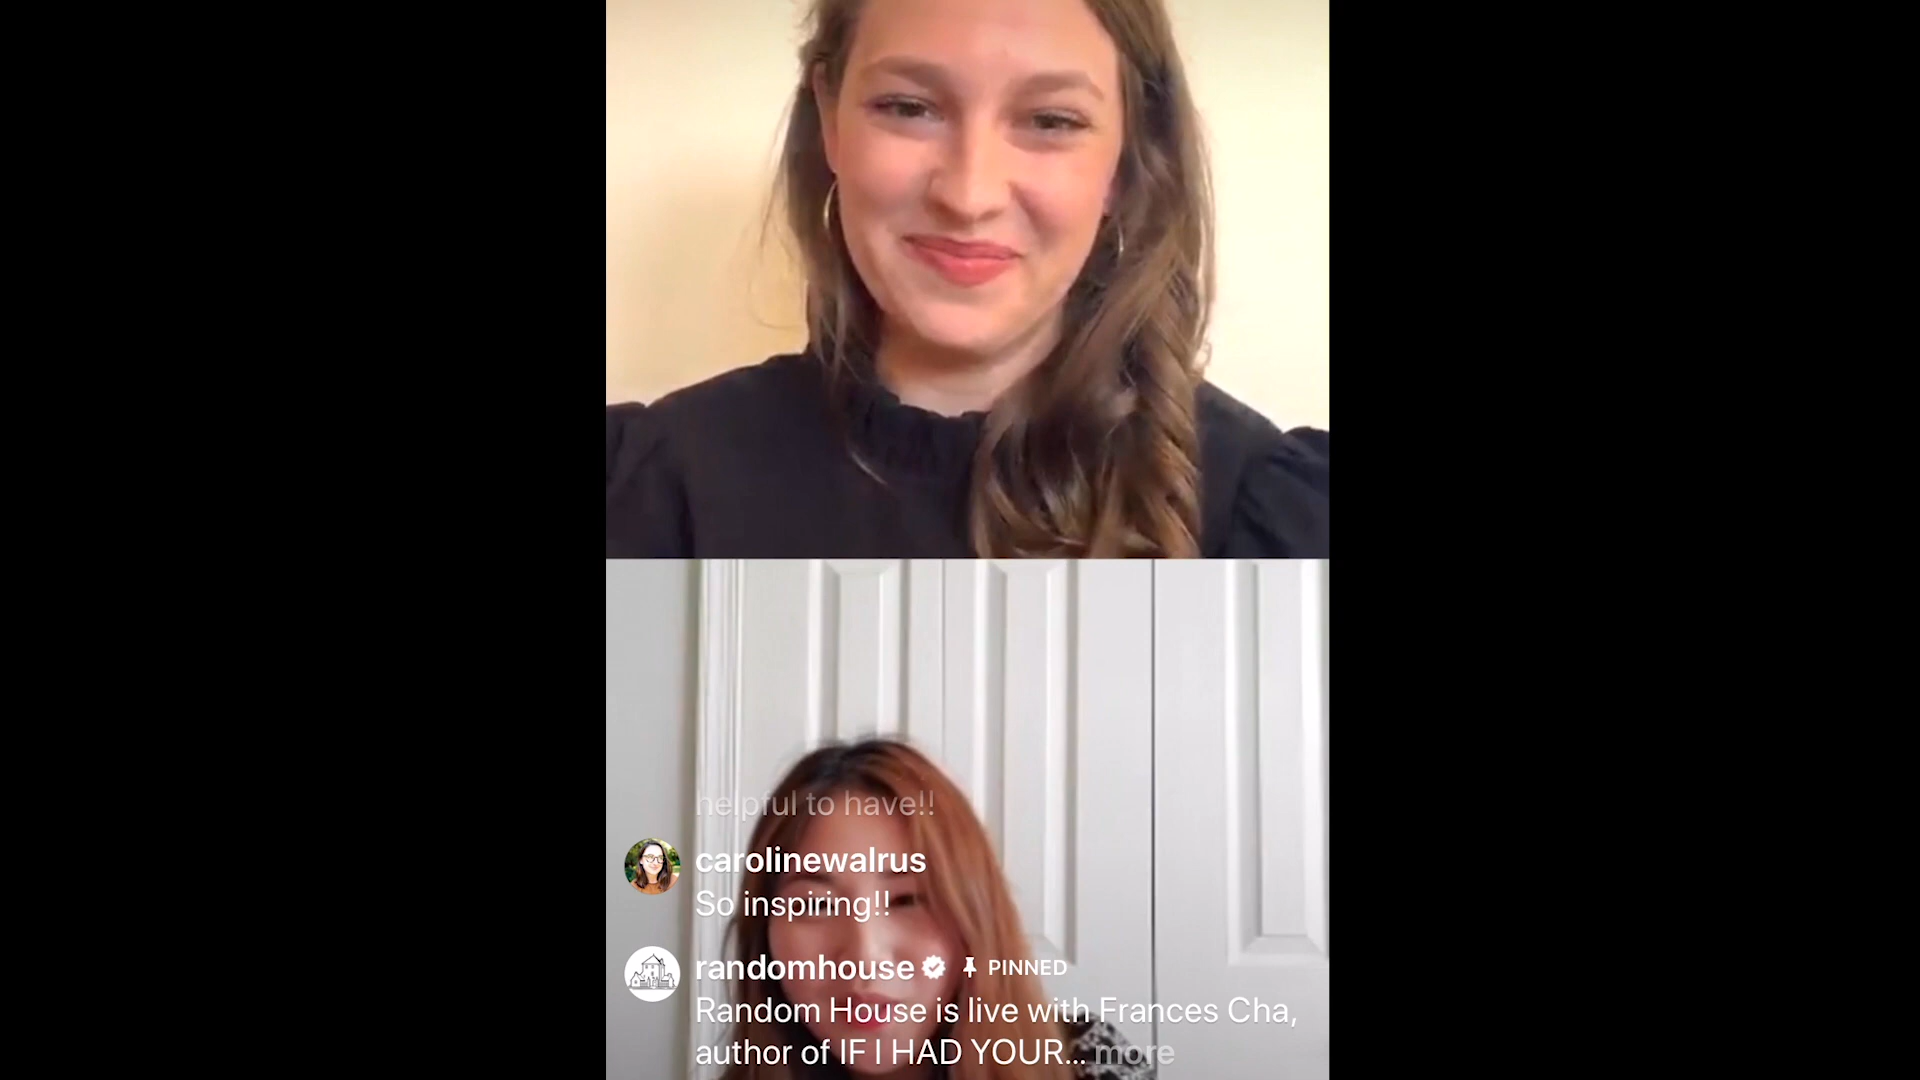 helpful to have!!
carolinewalrus
So inspiring!!
randomhouse PINNED
Random House is live with Frances Cha,
author of IF I HAD YOUR... more